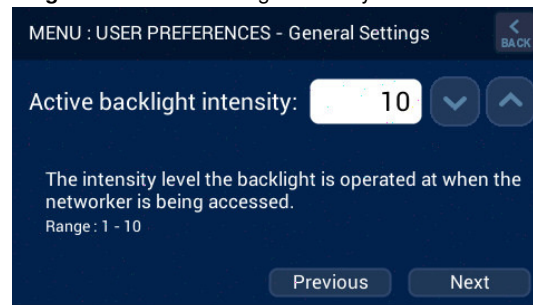 MENU : USER PREFERENCES - General Settings
BACK
Active backlight intensity: 10
The intensity level the backlight is operated at when the
networker is being accessed.
Range : 1 - 10
Previous Next